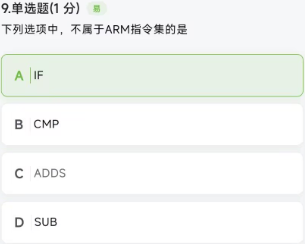 9.单选题(1 分) 易
下列选项中，不属于ARM指令集的是
A IF
B CMP
C ADDS
D SUB